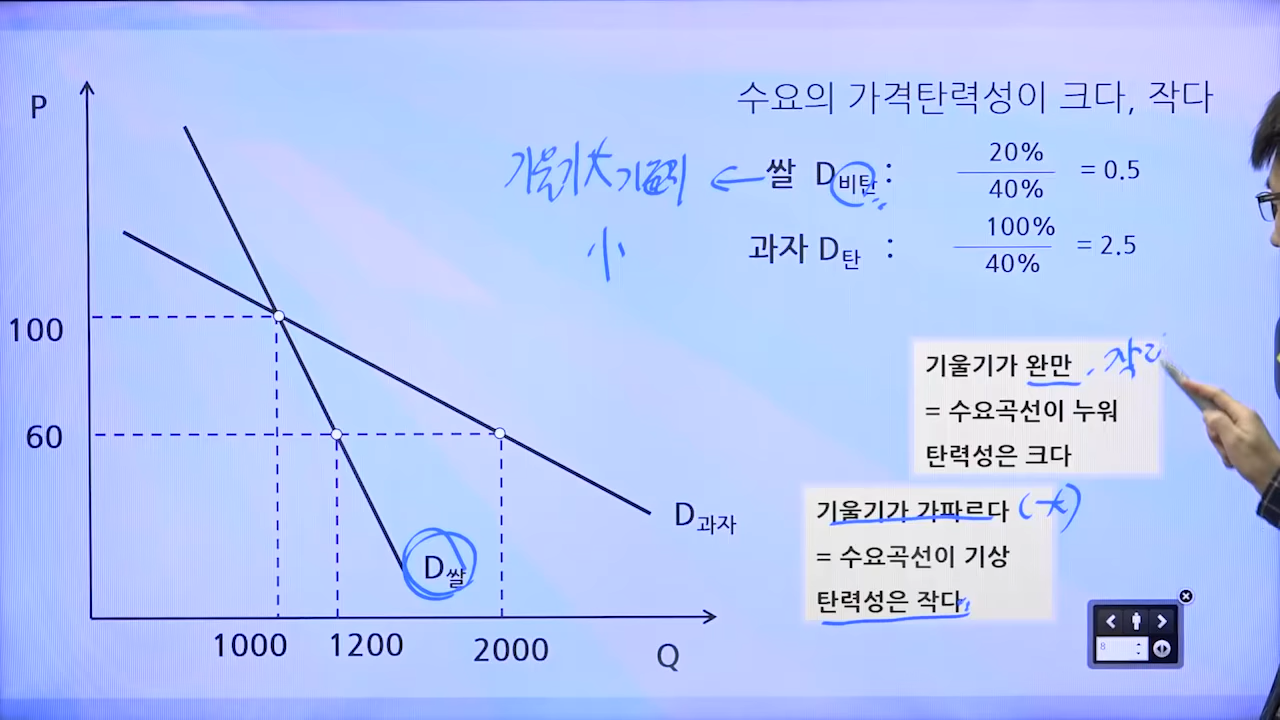 수요의 가격탄력성이 크다, 작다
P
기울기大
쌀 D비탄 : 20% / 40% = 0.5
小
과자 D탄 : 100% / 40% = 2.5
100
60
기울기가 완만, 작다
= 수요곡선이 누워
탄력성은 크다
기울기가 가파르다 (大)
= 수요곡선이 기상
탄력성은 작다
D과자
D쌀
1000 1200 2000 Q
8